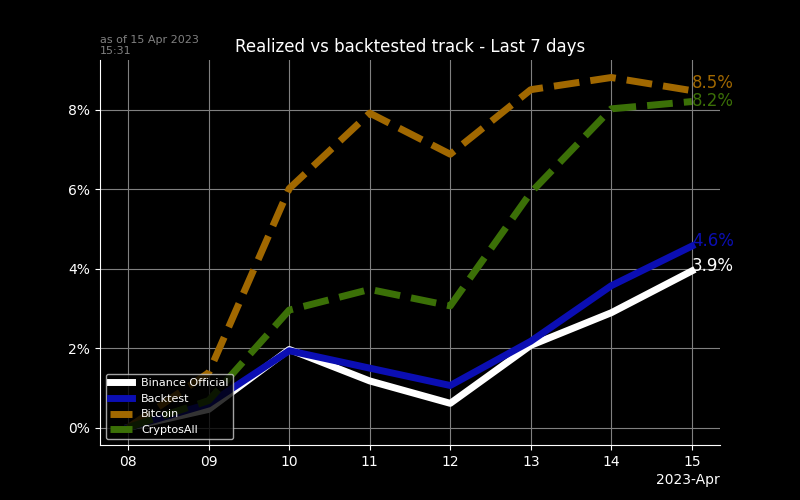 as of 15 Apr 2023
15:31
Realized vs backtested track - Last 7 days
8%
6%
4%
2%
0%
8.5%
8.2%
4.6%
3.9%
Binance Official
Backtest
Bitcoin
CryptosAll
08 09 10 11 12 13 14 15
2023-Apr